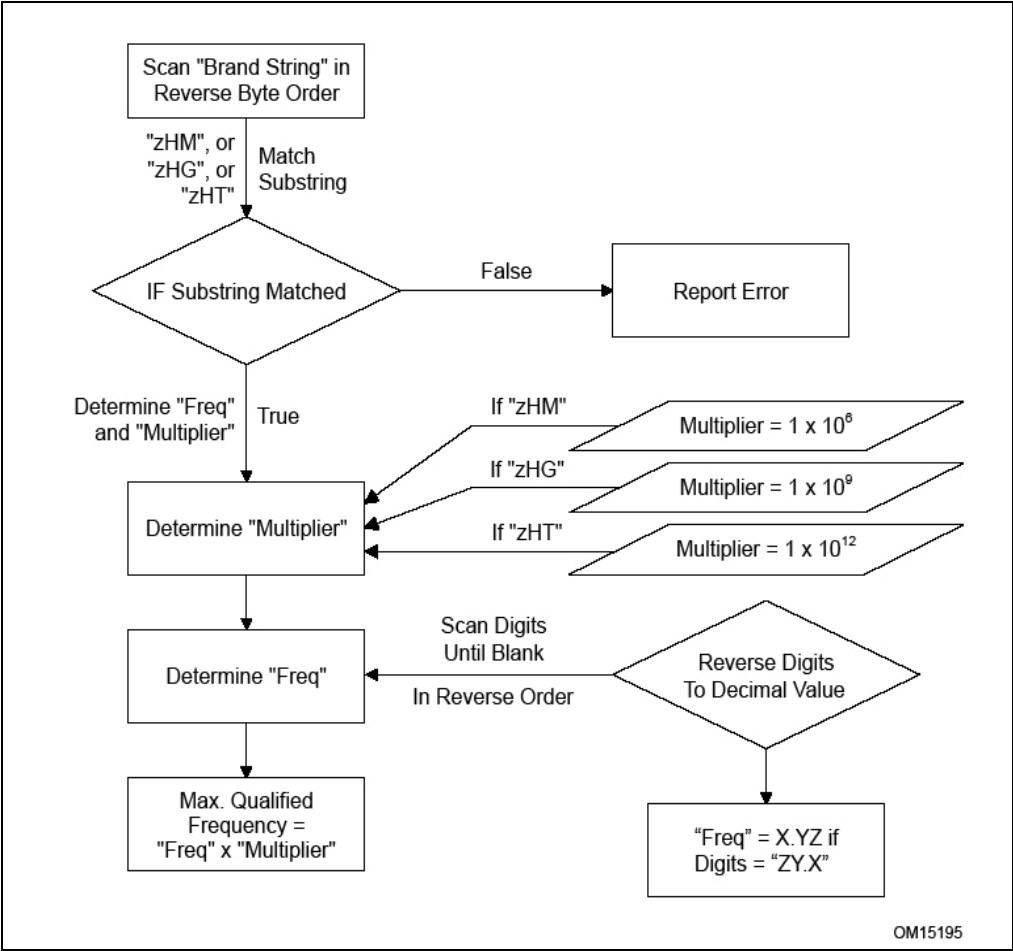 Scan "Brand String" in
Reverse Byte Order
"zHM", or
"zHG", or
"zHT"
Match
Substring
IF Substring Matched
False
Report Error
Determine "Freq"
and "Multiplier"
True
If "zHM"
Multiplier = 1 x 10⁶
If "zHG"
Multiplier = 1 x 10⁹
If "zHT"
Multiplier = 1 x 10¹²
Determine "Multiplier"
Scan Digits
Until Blank
In Reverse Order
Reverse Digits
To Decimal Value
Determine "Freq"
Max. Qualified
Frequency =
"Freq" x "Multiplier"
“Freq” = X.YZ if
Digits = “ZY.X”
OM15195